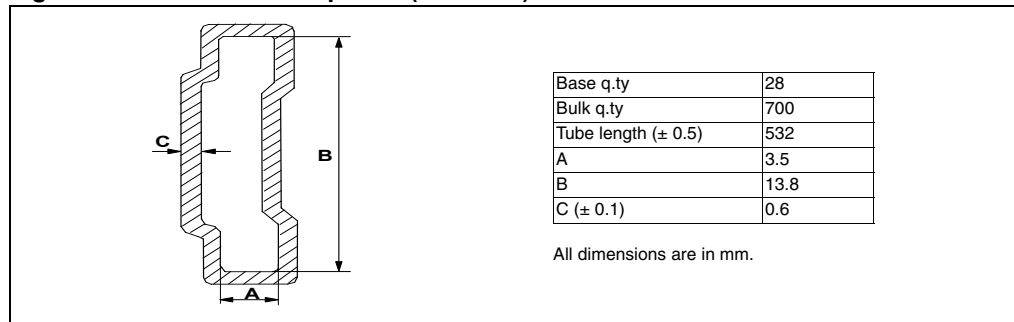 C
B
A
Base q.ty 28
Bulk q.ty 700
Tube length (± 0.5) 532
A 3.5
B 13.8
C (± 0.1) 0.6
All dimensions are in mm.